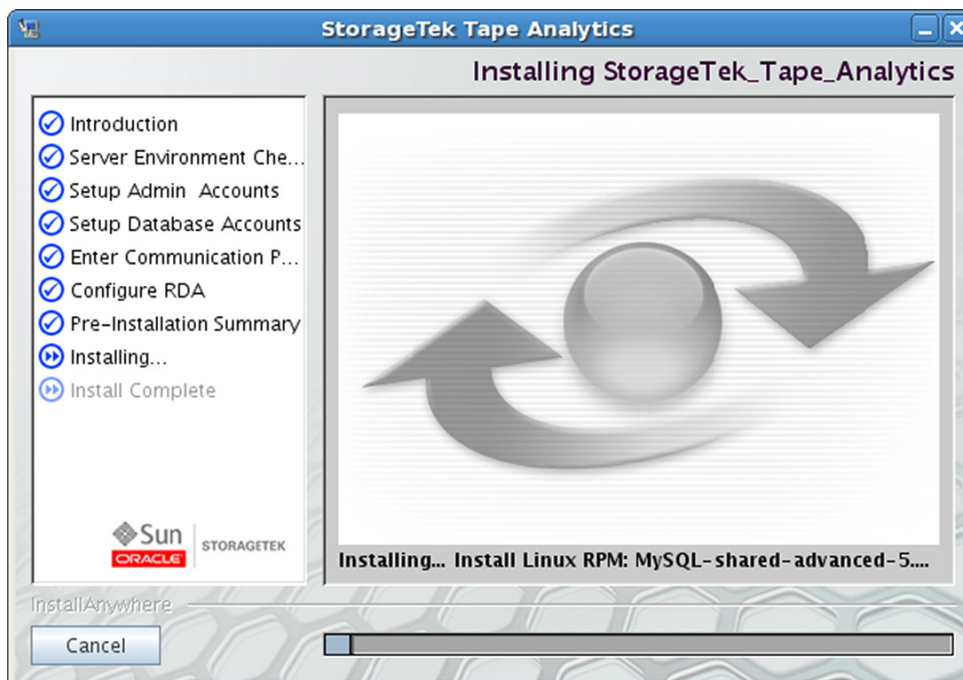 StorageTek Tape Analytics
Installing StorageTek_Tape_Analytics
Introduction
Server Environment Che...
Setup Admin  Accounts
Setup Database Accounts
Enter Communication P...
Configure RDA
Pre-Installation Summary
Installing...
Install Complete
Sun
ORACLE
STORAGETEK
Installing... Install Linux RPM: MySQL-shared-advanced-5....
InstallAnywhere
Cancel